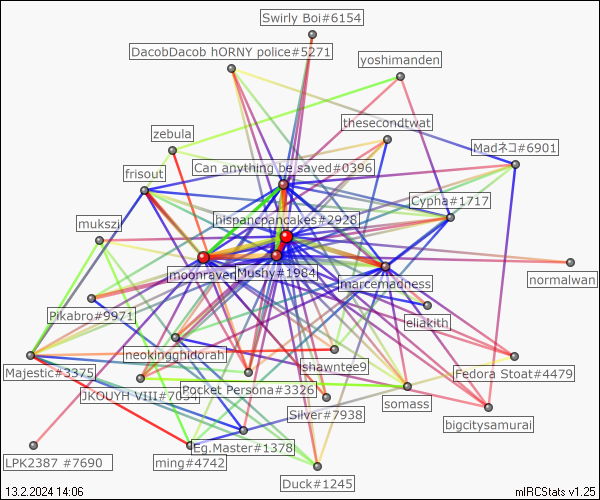 Swirly Boi#6154
DacobDacob hORNY police#5271
yoshimanden
thesecondtwat
zebula
Madネコ#6901
Can anything be saved#0396
frisout
Cypha#1717
hispancpancakes#2928
mukszi
moonraven
Mushy#1984
marcemadness
normalwan
Pikabro#9971
eliakith
neokingghidorah
shawntee9
Majestic#3375
Fedora Stoat#4479
JKOUYH VIII#7054
Pocket Persona#3326
somass
Silver#7938
bigcitysamurai
Eg.Master#1378
LPK2387 #7690
ming#4742
Duck#1245
13.2.2024 14:06
mIRCStats v1.25